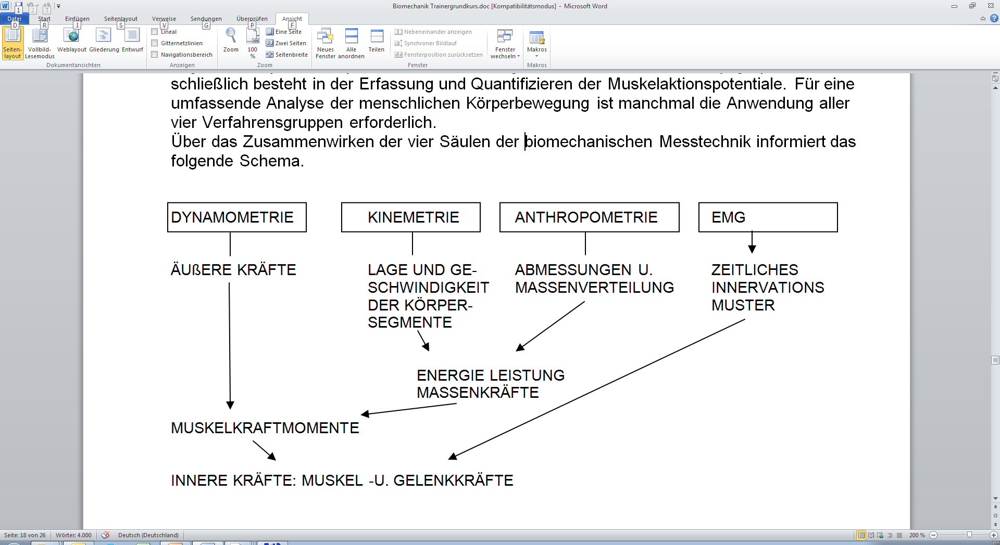 Biomechanik Trainergrundkurs.doc [Kompatibilitätsmodus] - Microsoft Word
1 2 3
Datei Start Einfügen Seitenlayout Verweise Sendungen Überprüfen Ansicht
D R I S V G P F
Lineal
Gitternetzlinien
Navigationsbereich
Seiten-
layout
Vollbild-
Lesemodus
Weblayout
Gliederung
Entwurf
Zoom
100
%
Eine Seite
Zwei Seiten
Seitenbreite
Neues
Fenster
Alle
anordnen
Teilen
Nebeneinander anzeigen
Synchroner Bildlauf
Fensterposition zurücksetzen
Fenster
wechseln
Makros
Dokumentansichten Anzeigen Zoom Fenster Makros
schließlich besteht in der Erfassung und Quantifizieren der Muskelaktionspotentiale. Für eine
umfassende Analyse der menschlichen Körperbewegung ist manchmal die Anwendung aller
vier Verfahrensgruppen erforderlich.
Über das Zusammenwirken der vier Säulen der biomechanischen Messtechnik informiert das
folgende Schema.
DYNAMOMETRIE KINEMETRIE ANTHROPOMETRIE EMG
ÄUßERE KRÄFTE
LAGE UND GE-
SCHWINDIGKEIT
DER KÖRPER-
SEGMENTE
ABMESSUNGEN U.
MASSENVERTEILUNG
ZEITLICHES
INNERVATIONS
MUSTER
ENERGIE LEISTUNG
MASSENKRÄFTE
MUSKELKRAFTMOMENTE
INNERE KRÄFTE: MUSKEL -U. GELENKKRÄFTE
Seite: 18 von 26 Wörter: 4.000 Deutsch (Deutschland) 200 %